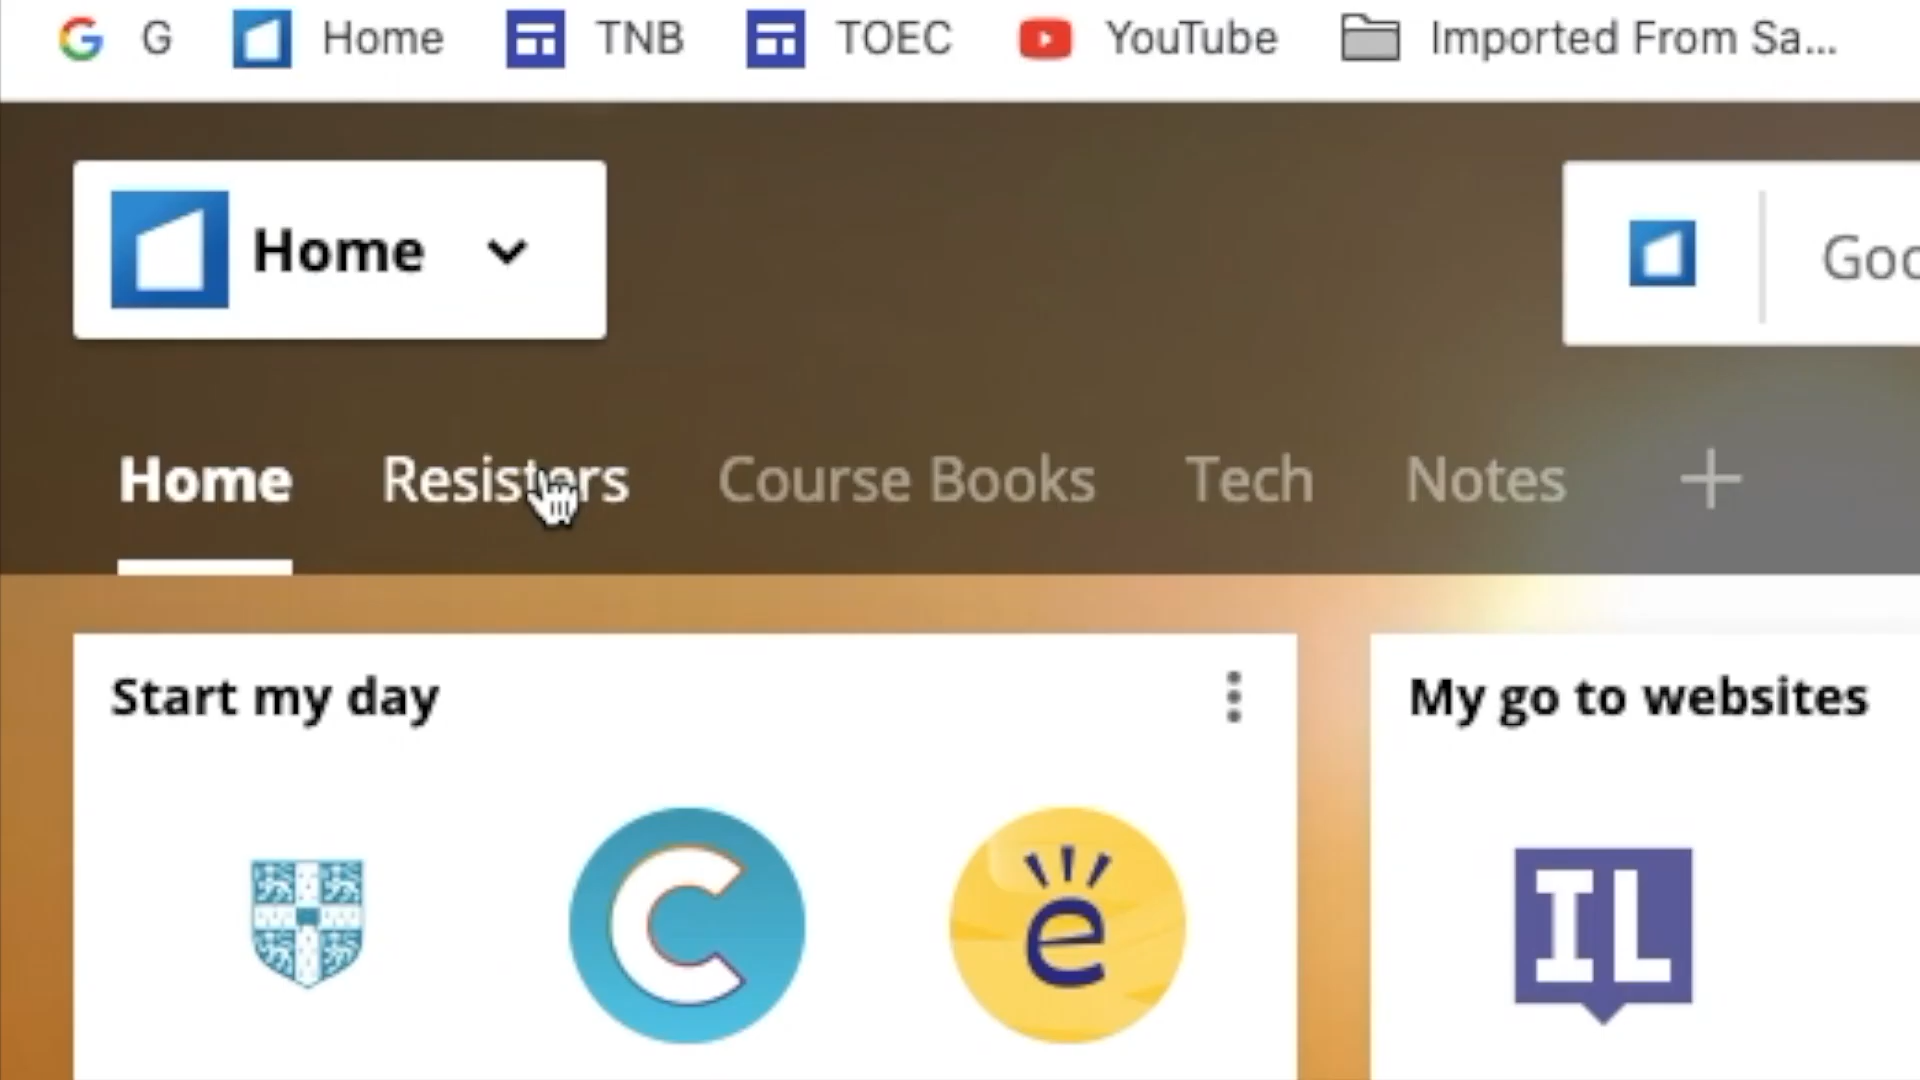 G Home TNB TOEC YouTube Imported From Sa...
Home
Goo
Home Resisters Course Books Tech Notes +
Start my day
My go to websites
C e IL